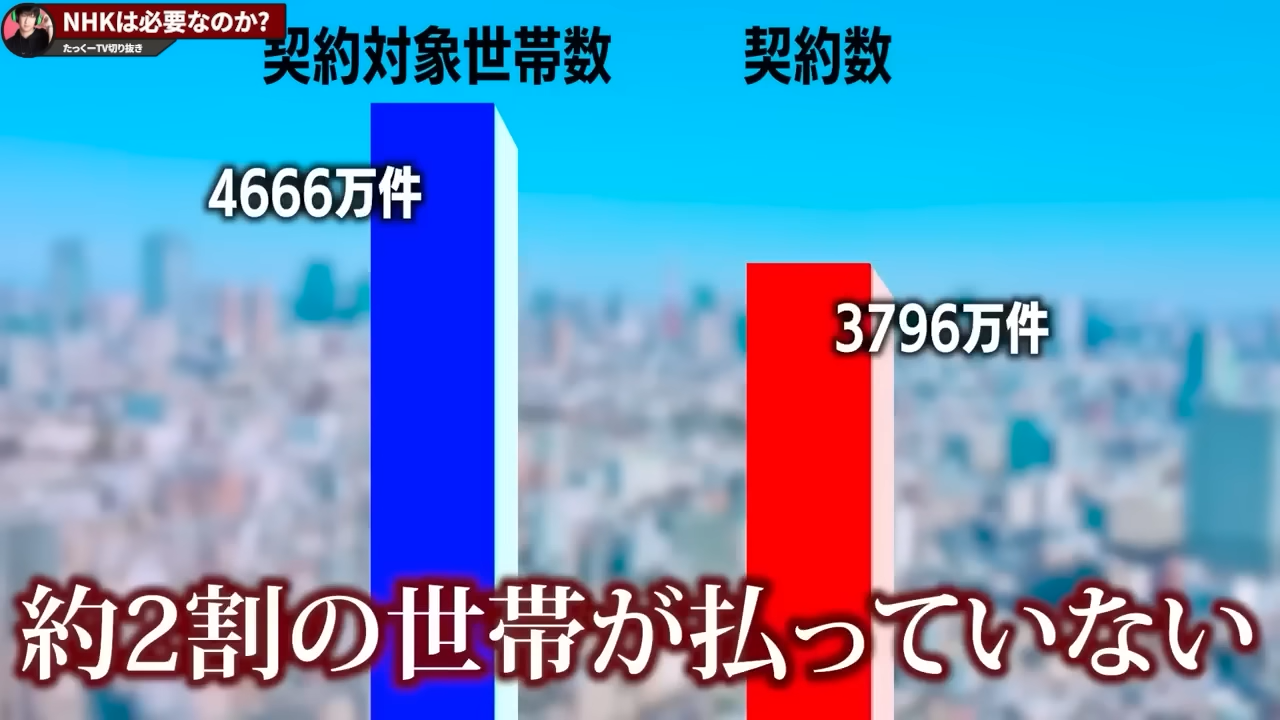 NHKは必要なのか?
たっくーTV切り抜き
契約対象世帯数
契約数
4666万件
3796万件
約2割の世帯が払っていない